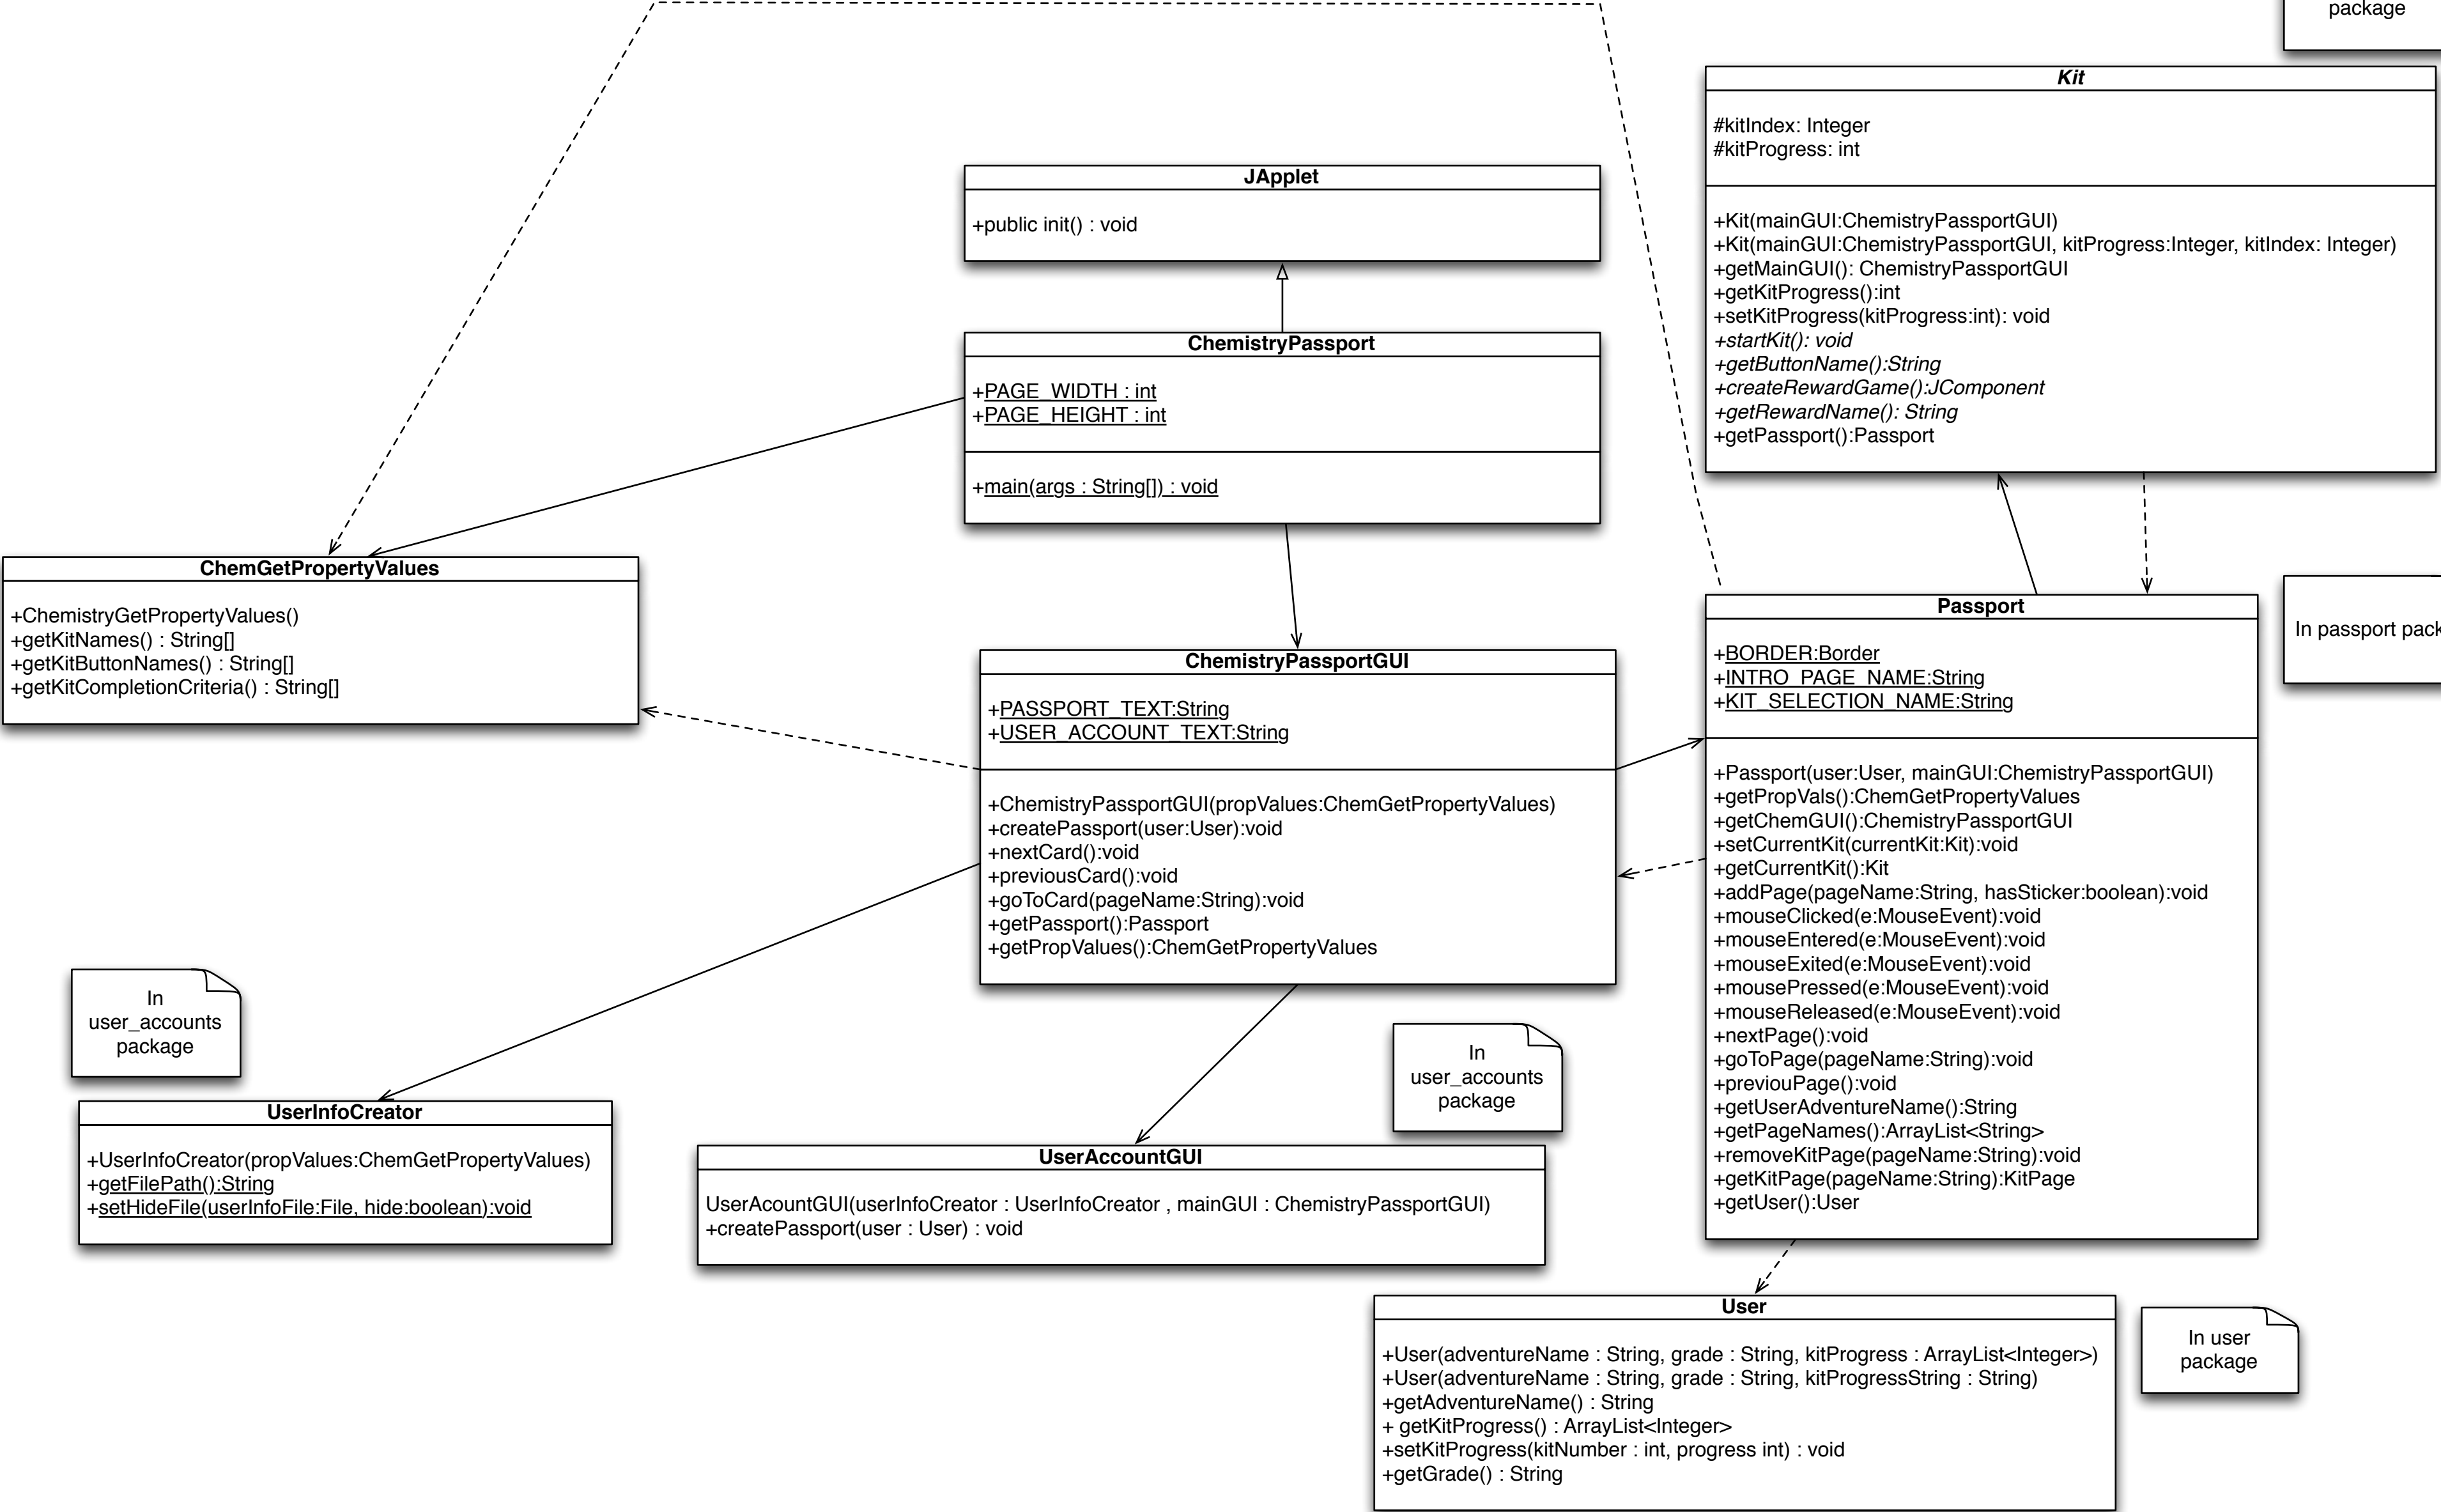 package
Kit
#kitIndex: Integer
#kitProgress: int
+Kit(mainGUI:ChemistryPassportGUI)
+Kit(mainGUI:ChemistryPassportGUI, kitProgress:Integer, kitIndex: Integer)
+getMainGUI(): ChemistryPassportGUI
+getKitProgress():int
+setKitProgress(kitProgress:int): void
+startKit(): void
+getButtonName():String
+createRewardGame():JComponent
+getRewardName(): String
+getPassport():Passport
JApplet
+public init() : void
ChemistryPassport
+PAGE_WIDTH : int
+PAGE_HEIGHT : int
+main(args : String[]) : void
ChemGetPropertyValues
+ChemistryGetPropertyValues()
+getKitNames() : String[]
+getKitButtonNames() : String[]
+getKitCompletionCriteria() : String[]
ChemistryPassportGUI
+PASSPORT_TEXT:String
+USER_ACCOUNT_TEXT:String
+ChemistryPassportGUI(propValues:ChemGetPropertyValues)
+createPassport(user:User):void
+nextCard():void
+previousCard():void
+goToCard(pageName:String):void
+getPassport():Passport
+getPropValues():ChemGetPropertyValues
Passport
+BORDER:Border
+INTRO_PAGE_NAME:String
+KIT_SELECTION_NAME:String
+Passport(user:User, mainGUI:ChemistryPassportGUI)
+getPropVals():ChemGetPropertyValues
+getChemGUI():ChemistryPassportGUI
+setCurrentKit(currentKit:Kit):void
+getCurrentKit():Kit
+addPage(pageName:String, hasSticker:boolean):void
+mouseClicked(e:MouseEvent):void
+mouseEntered(e:MouseEvent):void
+mouseExited(e:MouseEvent):void
+mousePressed(e:MouseEvent):void
+mouseReleased(e:MouseEvent):void
+nextPage():void
+goToPage(pageName:String):void
+previouPage():void
+getUserAdventureName():String
+getPageNames():ArrayList<String>
+removeKitPage(pageName:String):void
+getKitPage(pageName:String):KitPage
+getUser():User
In passport pack
In
user_accounts
package
UserInfoCreator
+UserInfoCreator(propValues:ChemGetPropertyValues)
+getFilePath():String
+setHideFile(userInfoFile:File, hide:boolean):void
In
user_accounts
package
UserAccountGUI
UserAcountGUI(userInfoCreator : UserInfoCreator , mainGUI : ChemistryPassportGUI)
+createPassport(user : User) : void
User
+User(adventureName : String, grade : String, kitProgress : ArrayList<Integer>)
+User(adventureName : String, grade : String, kitProgressString : String)
+getAdventureName() : String
+ getKitProgress() : ArrayList<Integer>
+setKitProgress(kitNumber : int, progress int) : void
+getGrade() : String
In user
package